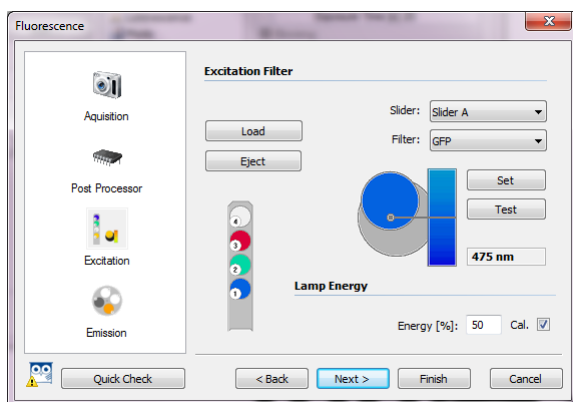 Fluorescence
Aquisition
Post Processor
Excitation
Emission
Excitation Filter
Load
Eject
Slider: Slider A
Filter: GFP
Set
Test
475 nm
4
3
2
1
Lamp Energy
Energy [%]: 50 Cal.
Quick Check
< Back Next > Finish Cancel